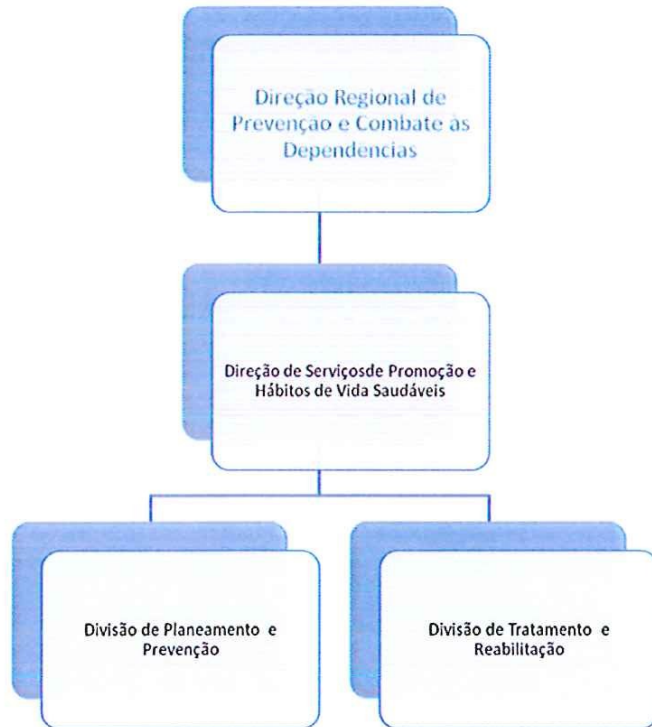 Direção Regional de
Prevenção e Combate às
Dependencias
Direção de Serviçosde Promoção e
Hábitos de Vida Saudáveis
Divisão de Planeamento e
Prevenção
Divisão de Tratamento e
Reabilitação